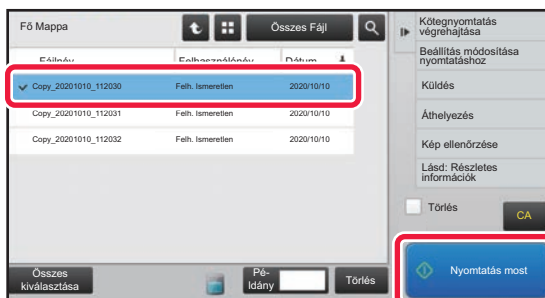 Fő Mappa
Összes Fájl
Fájlnév Felhasználónév Dátum
Copy_20201010_112030 Felh. Ismeretlen 2020/10/10
Copy_20201010_112031 Felh. Ismeretlen 2020/10/10
Copy_20201010_112032 Felh. Ismeretlen 2020/10/10
Összes
kiválasztása
Pé-
ldány
Törlés
Kötegnyomtatás
végrehajtása
Beállítás módosítása
nyomtatáshoz
Küldés
Áthelyezés
Kép ellenőrzése
Lásd: Részletes
információk
Törlés
CA
Nyomtatás most